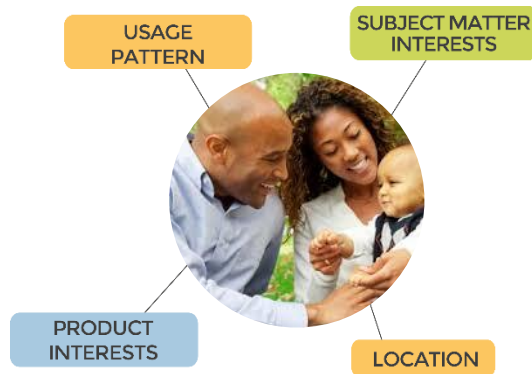 USAGE
PATTERN
SUBJECT MATTER
INTERESTS
PRODUCT
INTERESTS
LOCATION